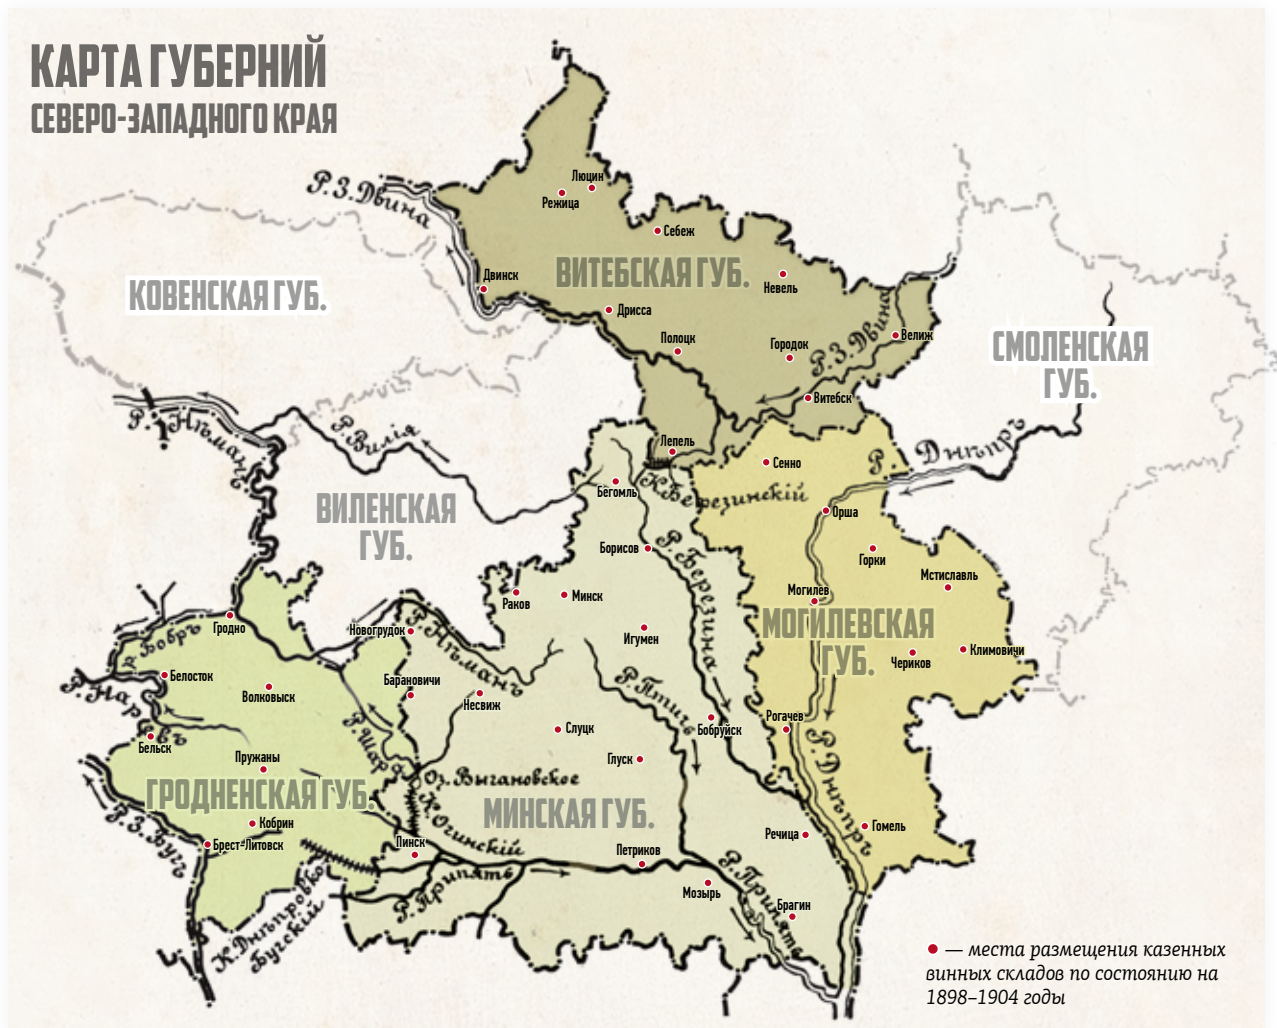 КАРТА ГУБЕРНИЙ
СЕВЕРО-ЗАПАДНОГО КРАЯ
Р. З. Двина
Люцин
Режица
Себеж
ВИТЕБСКАЯ ГУБ.
Двинск
Невель
КОВЕНСКАЯ ГУБ.
Дрисса
Р. З. Двина
Велиж
Полоцк
Городок
СМОЛЕНСКАЯ
ГУБ.
Витебск
Р. Нѣманъ
Р. Вилія
Лепель
Сенно
Р. Днѣпръ
К. Березинскій
Бегомль
ВИЛЕНСКАЯ
ГУБ.
Орша
Борисов
Р. Березина
Горки
Мстиславль
Раков
Минск
Могилев
МОГИЛЕВСКАЯ
ГУБ.
Гродно
Новогрудок
Р. Нѣманъ
Игумен
Чериков
Климовичи
Р. Бобръ
Белосток
Волковыск
Барановичи
Несвиж
Р. Птичь
Р. Наревъ
Р. Шара
Слуцк
Бобруйск
Рогачев
Бельск
Пружаны
Глуск
Р. Днѣпръ
ГРОДНЕНСКАЯ ГУБ.
Оз. Выгановское
МИНСКАЯ ГУБ.
К. Огинскій
Р. З. Бугъ
Кобрин
Брест-Литовск
Пинск
Петриков
Речица
Гомель
Р. Припять
Мозырь
Р. Припять
Брагин
К. Днѣпровко
Бугскій
— места размещения казенных
винных складов по состоянию на
1898–1904 годы